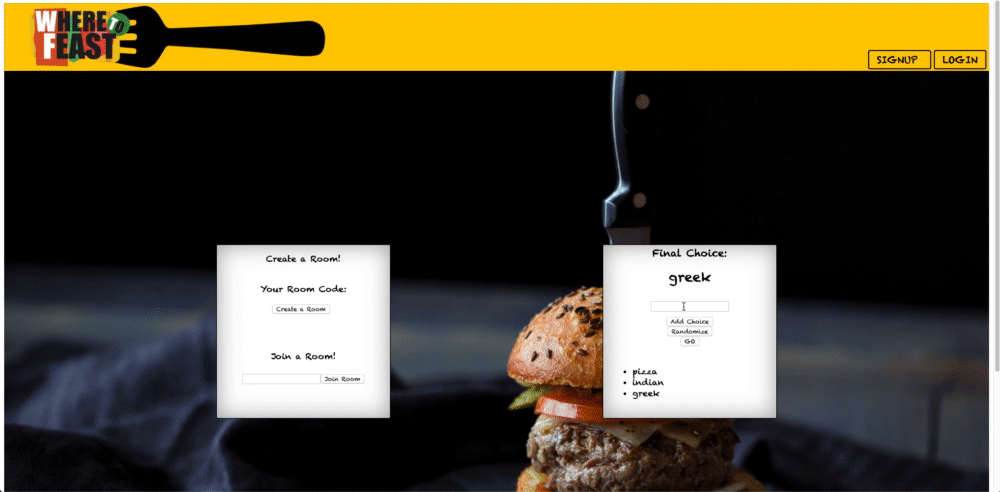 WHERE TO
FEAST
SIGNUP
LOGIN
Create a Room!
Your Room Code:
Create a Room
Join a Room!
Join Room
Final Choice:
greek
Add Choice
Randomize
GO
pizza
indian
greek